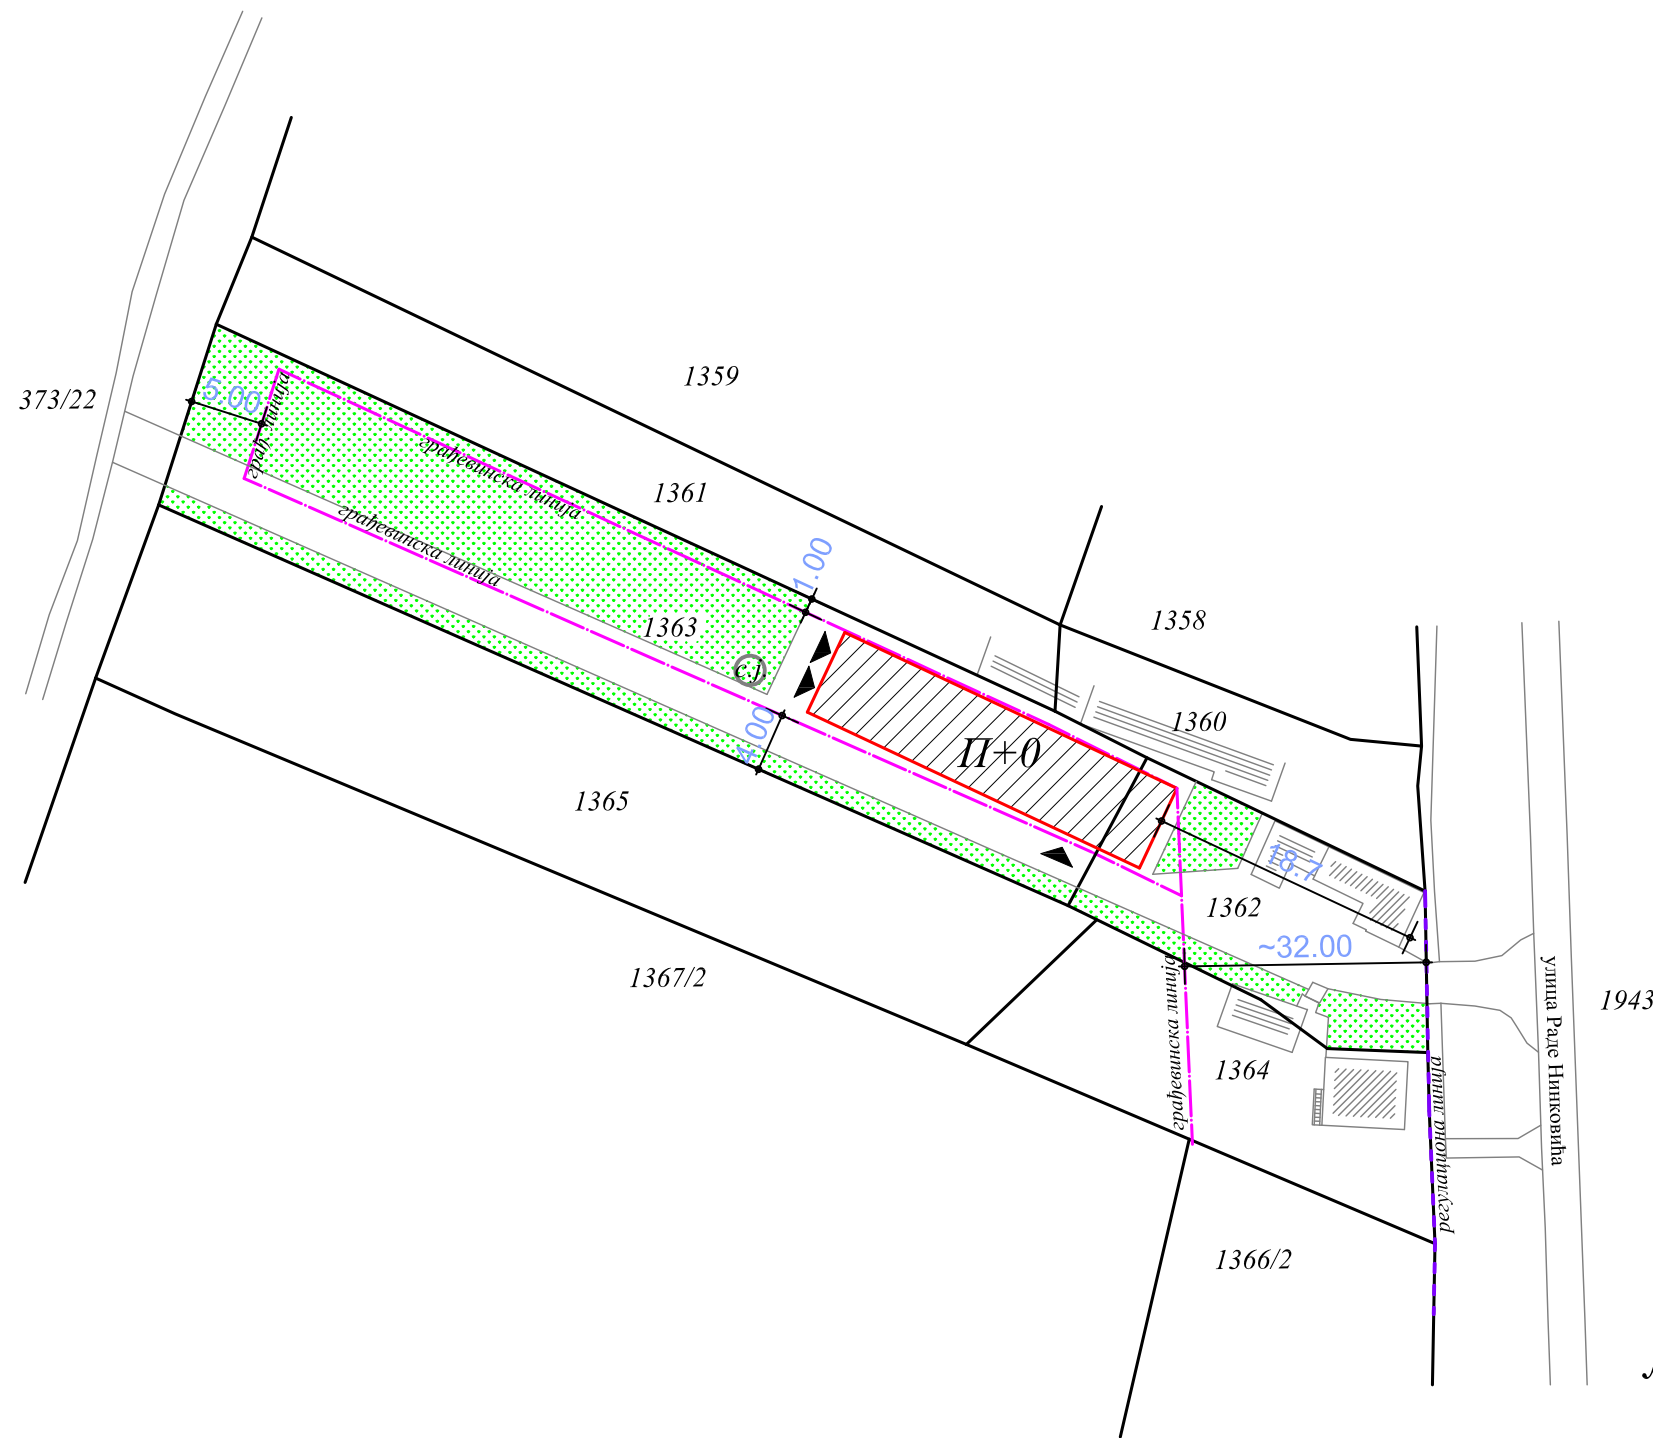 1359
373/22
5.00
грађ. линија
грађевинска линија
1361
грађевинска линија
1.00
1358
1363
с.ј.
1360
4.00
П+0
1365
18.7
1362
~32.00
1367/2
грађевинска линија
улица Раде Нинковића
1943
1364
регулациона линија
1366/2